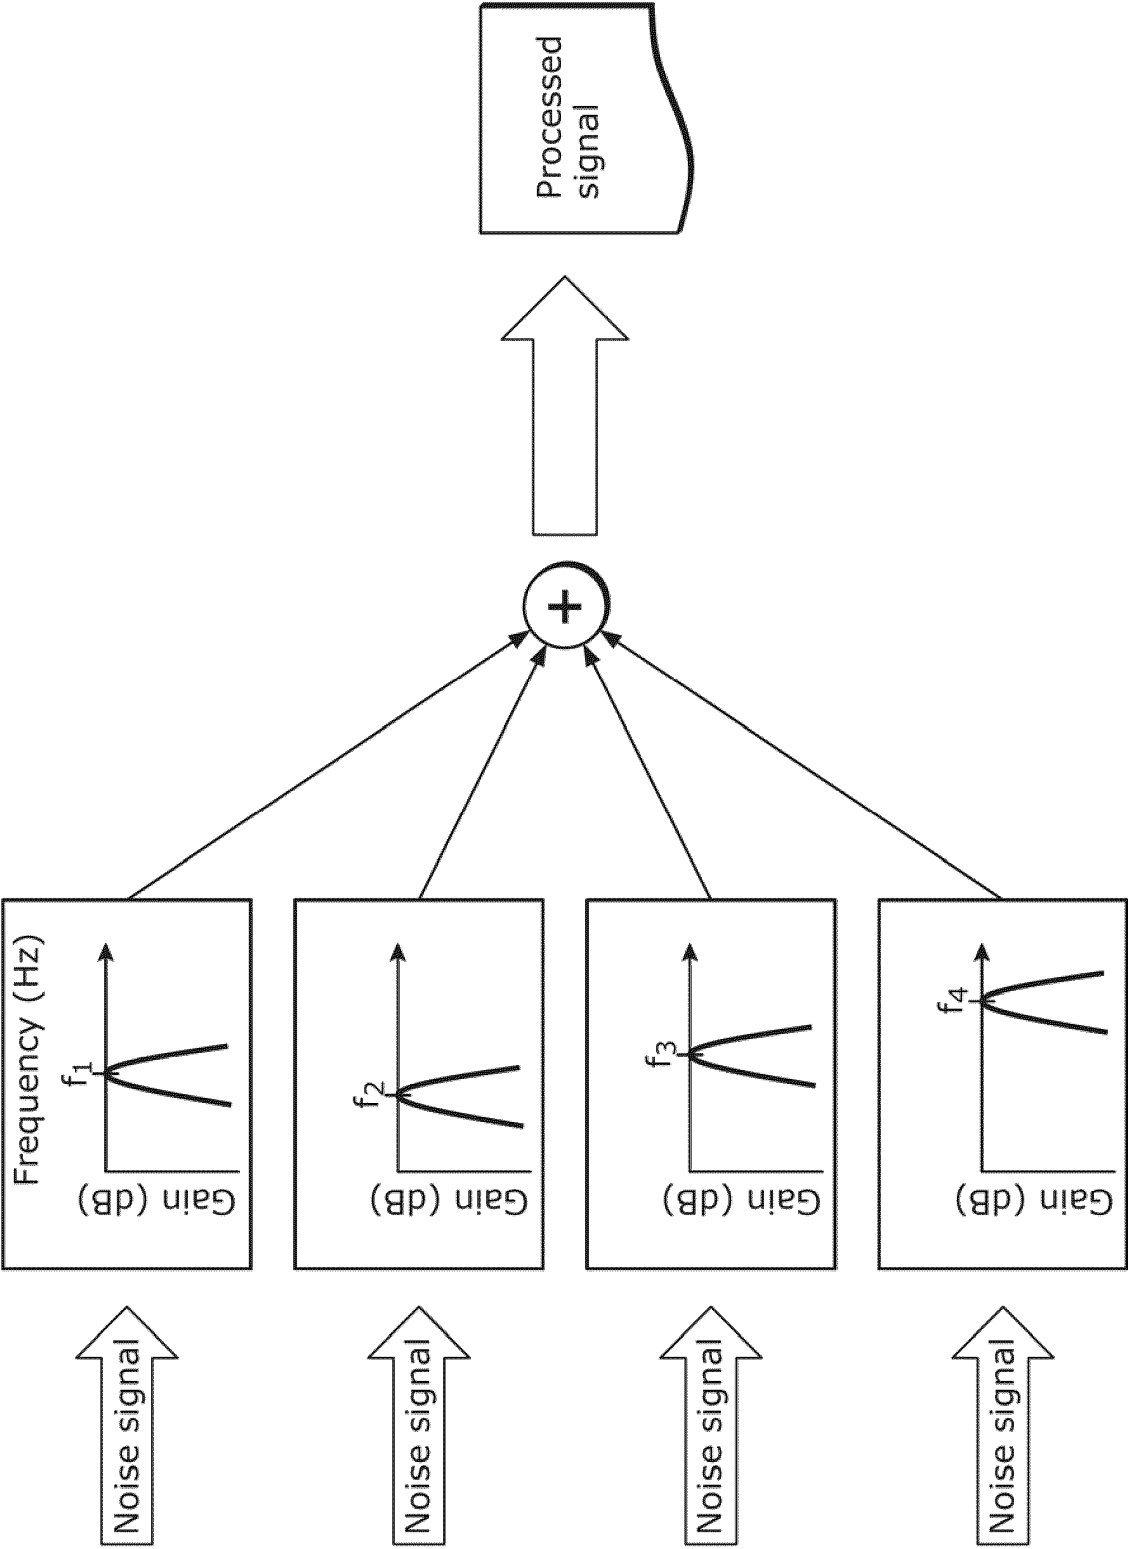 Noise signal
Frequency (Hz)
f1
Gain (dB)
Noise signal
f2
Gain (dB)
Noise signal
f3
Gain (dB)
Noise signal
f4
Gain (dB)
+
Processed
signal